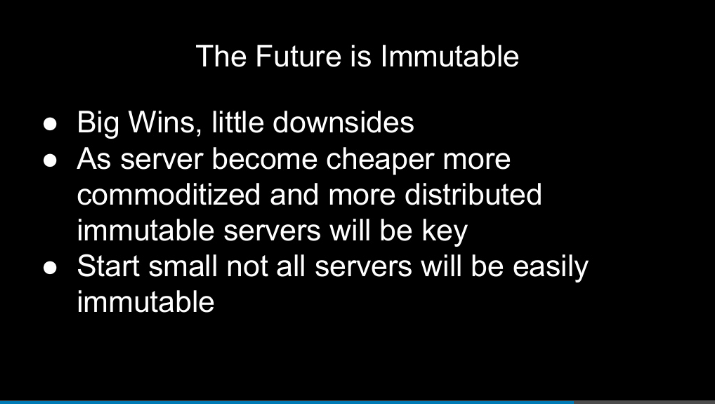 The Future is Immutable
● Big Wins, little downsides
● As server become cheaper more
commoditized and more distributed
immutable servers will be key
● Start small not all servers will be easily
immutable